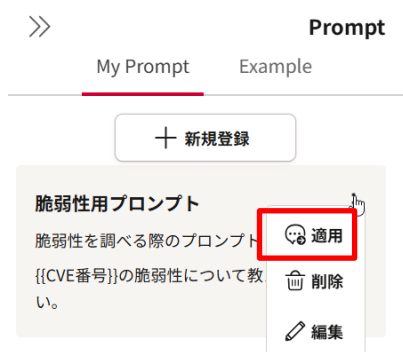 Prompt
My Prompt Example
新規登録
脆弱性用プロンプト
脆弱性を調べる際のプロンプト
{{CVE番号}}の脆弱性について教
い。
適用
削除
編集